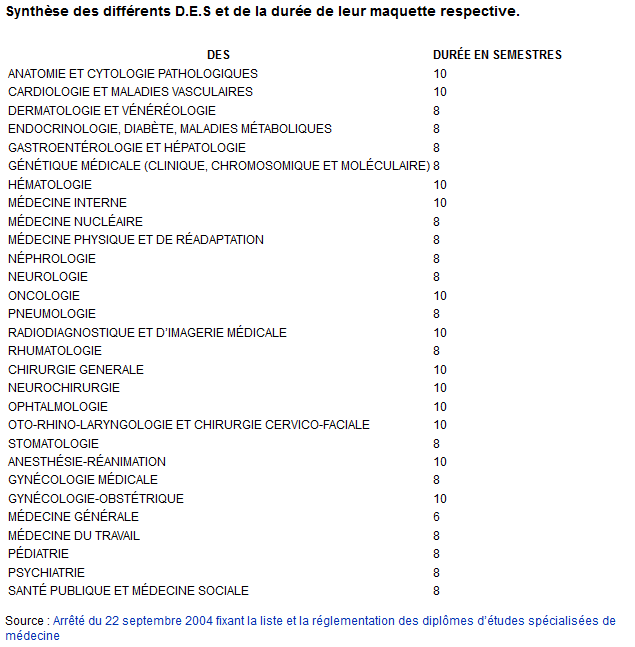 Synthèse des différents D.E.S et de la durée de leur maquette respective.
DES DURÉE EN SEMESTRES
ANATOMIE ET CYTOLOGIE PATHOLOGIQUES 10
CARDIOLOGIE ET MALADIES VASCULAIRES 10
DERMATOLOGIE ET VÉNÉRÉOLOGIE 8
ENDOCRINOLOGIE, DIABÈTE, MALADIES MÉTABOLIQUES 8
GASTROENTÉROLOGIE ET HÉPATOLOGIE 8
GÉNÉTIQUE MÉDICALE (CLINIQUE, CHROMOSOMIQUE ET MOLÉCULAIRE) 8
HÉMATOLOGIE 10
MÉDECINE INTERNE 10
MÉDECINE NUCLÉAIRE 8
MÉDECINE PHYSIQUE ET DE RÉADAPTATION 8
NÉPHROLOGIE 8
NEUROLOGIE 8
ONCOLOGIE 10
PNEUMOLOGIE 8
RADIODIAGNOSTIQUE ET D'IMAGERIE MÉDICALE 10
RHUMATOLOGIE 8
CHIRURGIE GENERALE 10
NEUROCHIRURGIE 10
OPHTALMOLOGIE 10
OTO-RHINO-LARYNGOLOGIE ET CHIRURGIE CERVICO-FACIALE 10
STOMATOLOGIE 8
ANESTHÉSIE-RÉANIMATION 10
GYNÉCOLOGIE MÉDICALE 8
GYNÉCOLOGIE-OBSTÉTRIQUE 10
MÉDECINE GÉNÉRALE 6
MÉDECINE DU TRAVAIL 8
PÉDIATRIE 8
PSYCHIATRIE 8
SANTÉ PUBLIQUE ET MÉDECINE SOCIALE 8
Source : Arrêté du 22 septembre 2004 fixant la liste et la réglementation des diplômes d'études spécialisées de
médecine